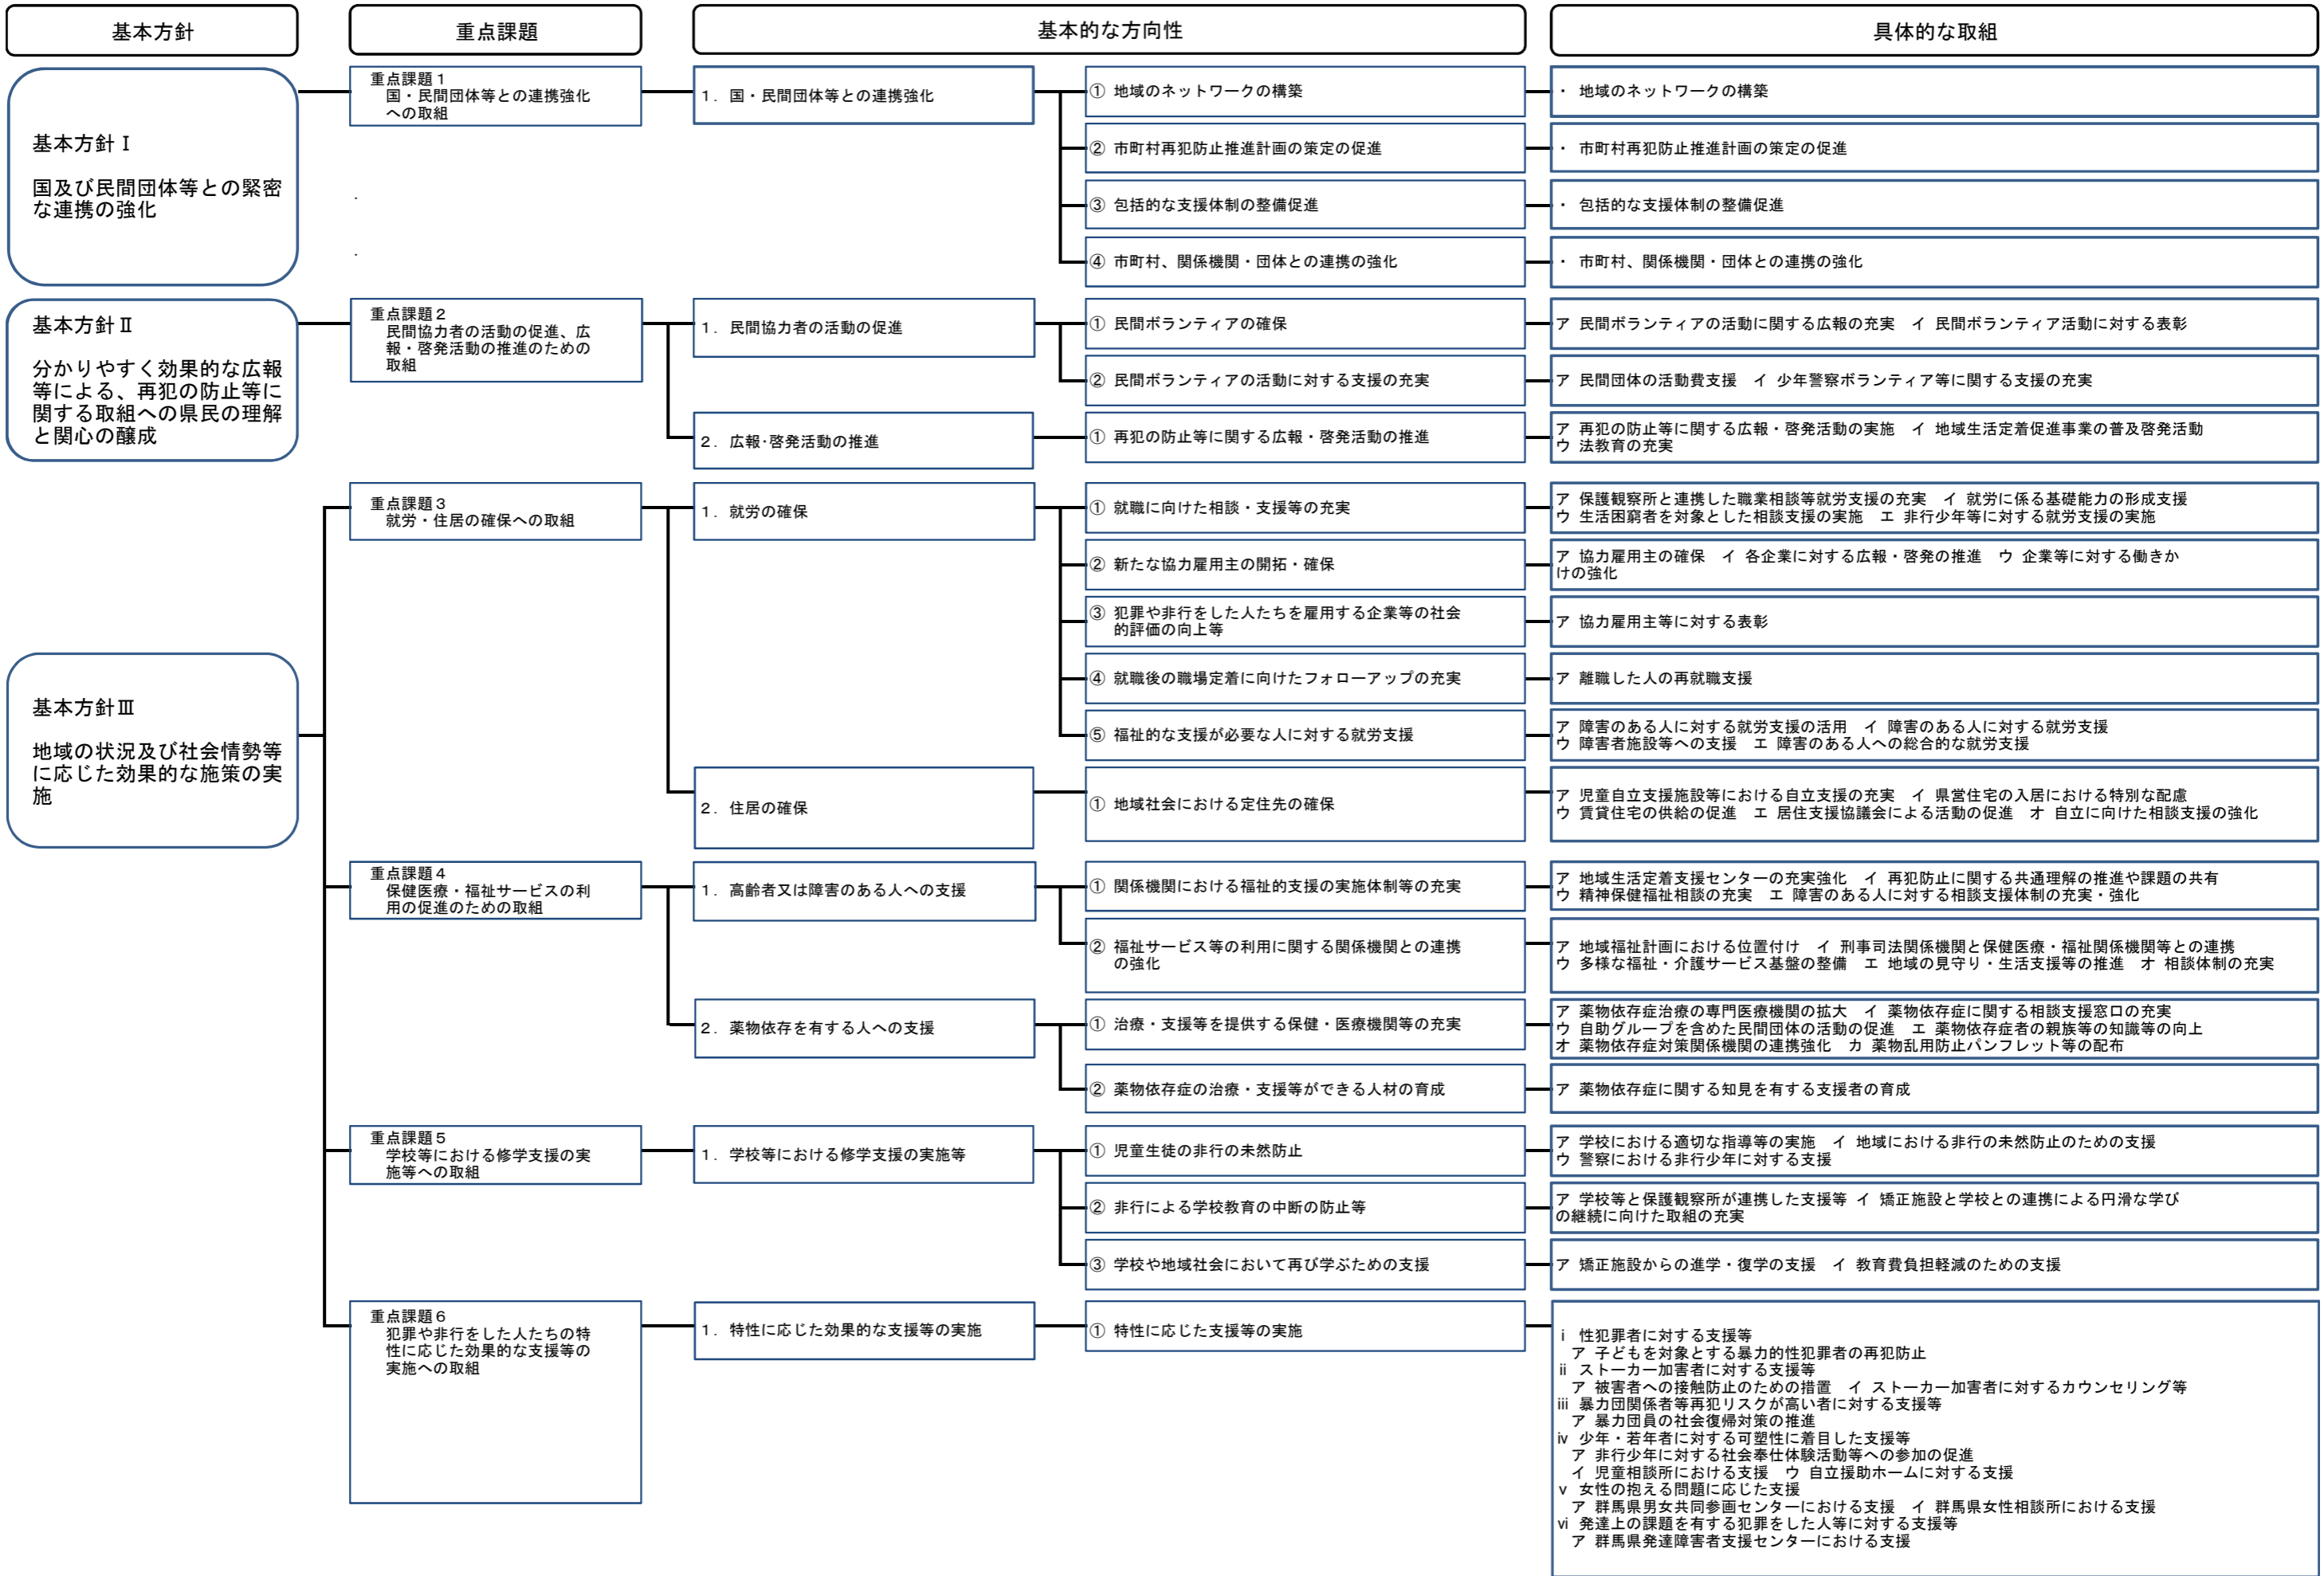 基本方針
重点課題
基本的な方向性
具体的な取組
基本方針Ⅰ
国及び民間団体等との緊密
な連携の強化
重点課題１
国・民間団体等との連携強化
への取組
１．国・民間団体等との連携強化
① 地域のネットワークの構築
・ 地域のネットワークの構築
② 市町村再犯防止推進計画の策定の促進
・ 市町村再犯防止推進計画の策定の促進
③ 包括的な支援体制の整備促進
・ 包括的な支援体制の整備促進
④ 市町村、関係機関・団体との連携の強化
・ 市町村、関係機関・団体との連携の強化
基本方針Ⅱ
分かりやすく効果的な広報
等による、再犯の防止等に
関する取組への県民の理解
と関心の醸成
重点課題２
民間協力者の活動の促進、広
報・啓発活動の推進のための
取組
１．民間協力者の活動の促進
① 民間ボランティアの確保
ア 民間ボランティアの活動に関する広報の充実　イ 民間ボランティア活動に対する表彰
② 民間ボランティアの活動に対する支援の充実
ア 民間団体の活動費支援　イ 少年警察ボランティア等に関する支援の充実
２．広報･啓発活動の推進
① 再犯の防止等に関する広報・啓発活動の推進
ア 再犯の防止等に関する広報・啓発活動の実施　イ 地域生活定着促進事業の普及啓発活動
ウ 法教育の充実
基本方針Ⅲ
地域の状況及び社会情勢等
に応じた効果的な施策の実
施
重点課題３
就労・住居の確保への取組
１．就労の確保
① 就職に向けた相談・支援等の充実
ア 保護観察所と連携した職業相談等就労支援の充実　イ 就労に係る基礎能力の形成支援
ウ 生活困窮者を対象とした相談支援の実施　エ 非行少年等に対する就労支援の実施
② 新たな協力雇用主の開拓・確保
ア 協力雇用主の確保　イ 各企業に対する広報・啓発の推進　ウ 企業等に対する働きか
けの強化
③ 犯罪や非行をした人たちを雇用する企業等の社会
的評価の向上等
ア 協力雇用主等に対する表彰
④ 就職後の職場定着に向けたフォローアップの充実
ア 離職した人の再就職支援
⑤ 福祉的な支援が必要な人に対する就労支援
ア 障害のある人に対する就労支援の活用　イ 障害のある人に対する就労支援
ウ 障害者施設等への支援　エ 障害のある人への総合的な就労支援
２．住居の確保
① 地域社会における定住先の確保
ア 児童自立支援施設等における自立支援の充実　イ 県営住宅の入居における特別な配慮
ウ 賃貸住宅の供給の促進　エ 居住支援協議会による活動の促進　オ 自立に向けた相談支援の強化
重点課題４
保健医療・福祉サービスの利
用の促進のための取組
１．高齢者又は障害のある人への支援
① 関係機関における福祉的支援の実施体制等の充実
ア 地域生活定着支援センターの充実強化　イ 再犯防止に関する共通理解の推進や課題の共有
ウ 精神保健福祉相談の充実　エ 障害のある人に対する相談支援体制の充実・強化
② 福祉サービス等の利用に関する関係機関との連携
の強化
ア 地域福祉計画における位置付け　イ 刑事司法関係機関と保健医療・福祉関係機関等との連携
ウ 多様な福祉・介護サービス基盤の整備　エ 地域の見守り・生活支援等の推進　オ 相談体制の充実
２．薬物依存を有する人への支援
① 治療・支援等を提供する保健・医療機関等の充実
ア 薬物依存症治療の専門医療機関の拡大　イ 薬物依存症に関する相談支援窓口の充実
ウ 自助グループを含めた民間団体の活動の促進　エ 薬物依存症者の親族等の知識等の向上
オ 薬物依存症対策関係機関の連携強化　カ 薬物乱用防止パンフレット等の配布
② 薬物依存症の治療・支援等ができる人材の育成
ア 薬物依存症に関する知見を有する支援者の育成
重点課題５
学校等における修学支援の実
施等への取組
１．学校等における修学支援の実施等
① 児童生徒の非行の未然防止
ア 学校における適切な指導等の実施　イ 地域における非行の未然防止のための支援
ウ 警察における非行少年に対する支援
② 非行による学校教育の中断の防止等
ア 学校等と保護観察所が連携した支援等 イ 矯正施設と学校との連携による円滑な学び
の継続に向けた取組の充実
③ 学校や地域社会において再び学ぶための支援
ア 矯正施設からの進学・復学の支援　イ 教育費負担軽減のための支援
重点課題６
犯罪や非行をした人たちの特
性に応じた効果的な支援等の
実施への取組
１．特性に応じた効果的な支援等の実施
① 特性に応じた支援等の実施
ⅰ 性犯罪者に対する支援等
ア 子どもを対象とする暴力的性犯罪者の再犯防止
ⅱ ストーカー加害者に対する支援等
ア 被害者への接触防止のための措置　イ ストーカー加害者に対するカウンセリング等
ⅲ 暴力団関係者等再犯リスクが高い者に対する支援等
ア 暴力団員の社会復帰対策の推進
ⅳ 少年・若年者に対する可塑性に着目した支援等
ア 非行少年に対する社会奉仕体験活動等への参加の促進
イ 児童相談所における支援　ウ 自立援助ホームに対する支援
ⅴ 女性の抱える問題に応じた支援
ア 群馬県男女共同参画センターにおける支援　イ 群馬県女性相談所における支援
ⅵ 発達上の課題を有する犯罪をした人等に対する支援等
ア 群馬県発達障害者支援センターにおける支援